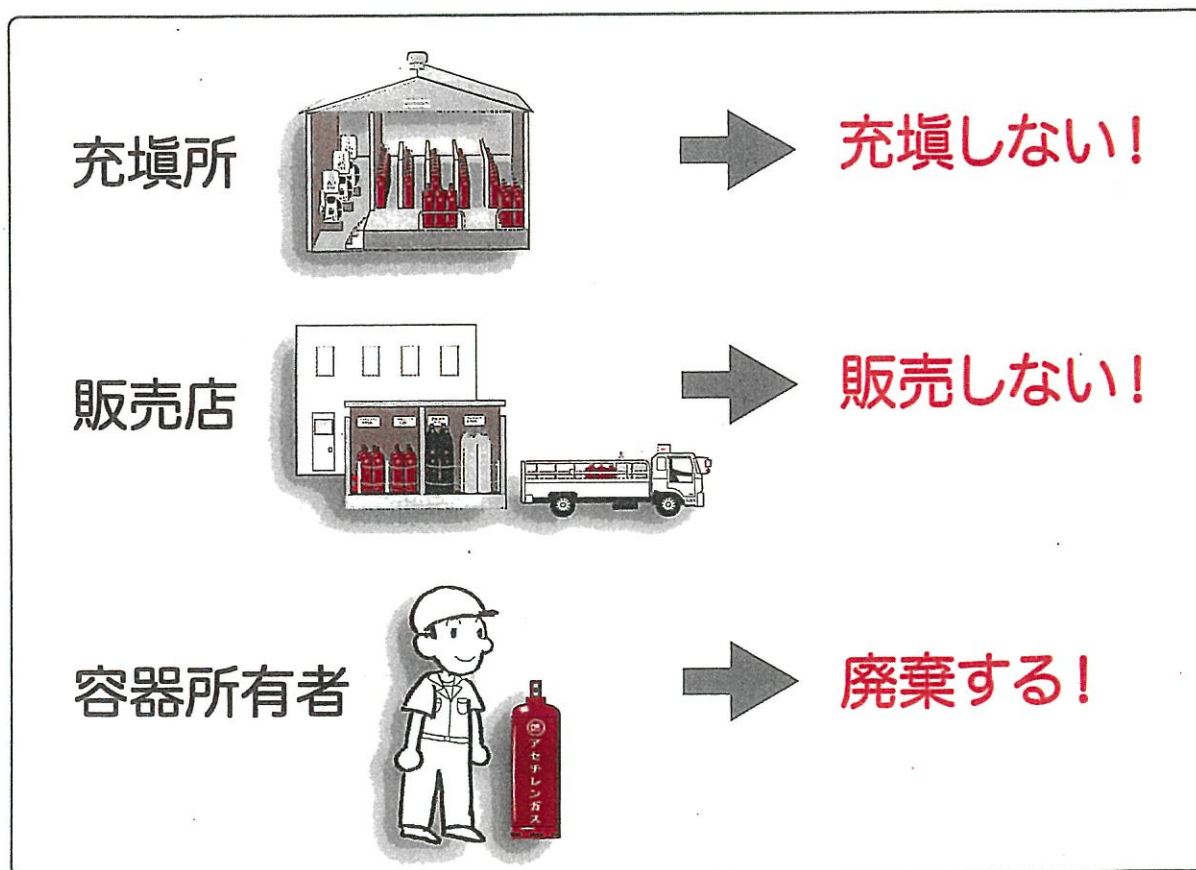 充塡所
充塡しない！
販売店
販売しない！
容器所有者
廃棄する！
アセチレンガス